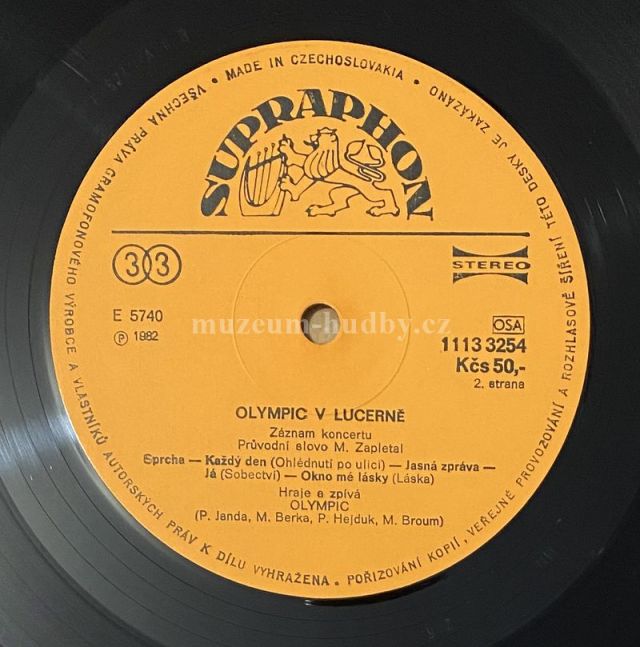 VŠECHNA PRÁVA GRAMOFONOVÉHO VÝROBCE A VLASTNÍKŮ AUTORSKÝCH PRÁV K DÍLU VYHRAŽENA. POŘIZOVÁNÍ KOPIÍ, VEŘEJNÉ PROVOZOVÁNÍ A ROZHLASOVÉ ŠÍŘENÍ TÉTO DESKY JE ZAKÁZÁNO
• MADE IN CZECHOSLOVAKIA •
SUPRAPHON
33
STEREO
E 5740
℗ 1982
muzeum-hudby.cz
OSA
1113 3254
Kčs 50,-
2. strana
OLYMPIC V LUCERNĚ
Záznam koncertu
Průvodní slovo M. Zapletal
Sprcha — Každý den (Ohlédnutí po ulici) — Jasná zpráva —
Já (Sobectví) — Okno mé lásky (Láska)
Hraje a zpívá
OLYMPIC
(P. Janda, M. Berka, P. Hejduk, M. Broum)